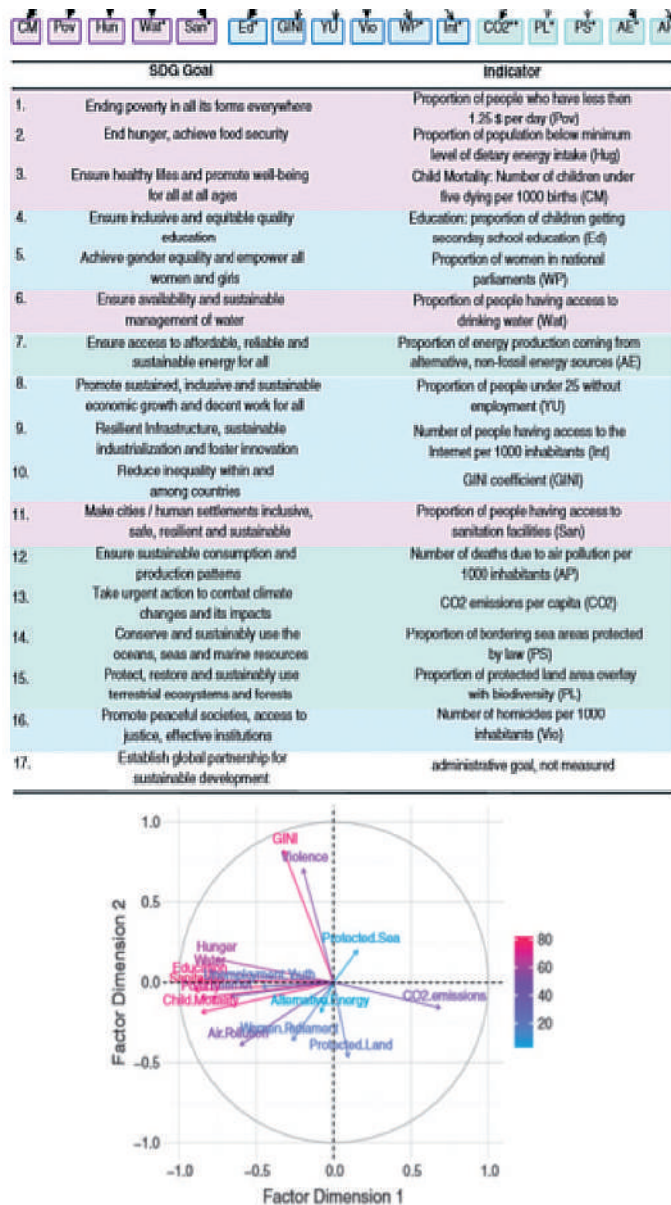 CM Pov Hun Wat* San* Ed* GINI YU Vio WP* Int* CO2** PL* PS* AE*
SDG Goal Indicator
1. Ending poverty in all its forms everywhere Proportion of people who have less then
1.25 $ per day (Pov)
2. End hunger, achieve food security Proportion of population below minimum
level of dietary energy intake (Hug)
3. Ensure healthy lifes and promote well-being Child Mortality: Number of children under
for all at all ages five dying per 1000 births (CM)
4. Ensure inclusive and equitable quality Education: proportion of children getting
education seconday school education (Ed)
5. Achieve gender equality and empower all Proportion of women in national
women and girls parliaments (WP)
6. Ensure availability and sustainable Proportion of people having access to
management of water drinking water (Wat)
7. Ensure access to affordable, reliable and Proportion of energy production coming from
sustainable energy for all alternative, non-fossil energy sources (AE)
8. Promote sustained, inclusive and sustainable Proportion of people under 25 without
economic growth and decent work for all employment (YU)
9. Resilient Infrastructure, sustainable Number of people having access to the
industrialization and foster innovation Internet per 1000 inhabitants (Int)
10. Reduce inequality within and GINI coefficient (GINI)
among countries
11. Make cities / human settlements inclusive, Proportion of people having access to
safe, resilient and sustainable sanitation facilities (San)
12. Ensure sustainable consumption and Number of deaths due to air pollution per
production patterns 1000 inhabitants (AP)
13. Take urgent action to combat climate CO2 emissions per capita (CO2)
changes and its impacts
14. Conserve and sustainably use the Proportion of bordering sea areas protected
oceans, seas and marine resources by law (PS)
15. Protect, restore and sustainably use Proportion of protected land area overlay
terrestrial ecosystems and forests with biodiversity (PL)
16. Promote peaceful societies, access to Number of homicides per 1000
justice, effective institutions inhabitants (Vio)
17. Establish global partnership for administrative goal, not measured
sustainable development
1.0
GINI
Violence
0.5
Protected.Sea
Hunger
Water
Education
Unemployment.Youth
0.0
Child.Mortality
Alternative.Energy
CO2.emissions
Air.Pollution
Protected.Land
-0.5
-1.0
-1.0 -0.5 0.0 0.5 1.0
Factor Dimension 1
Factor Dimension 2
80
60
40
20